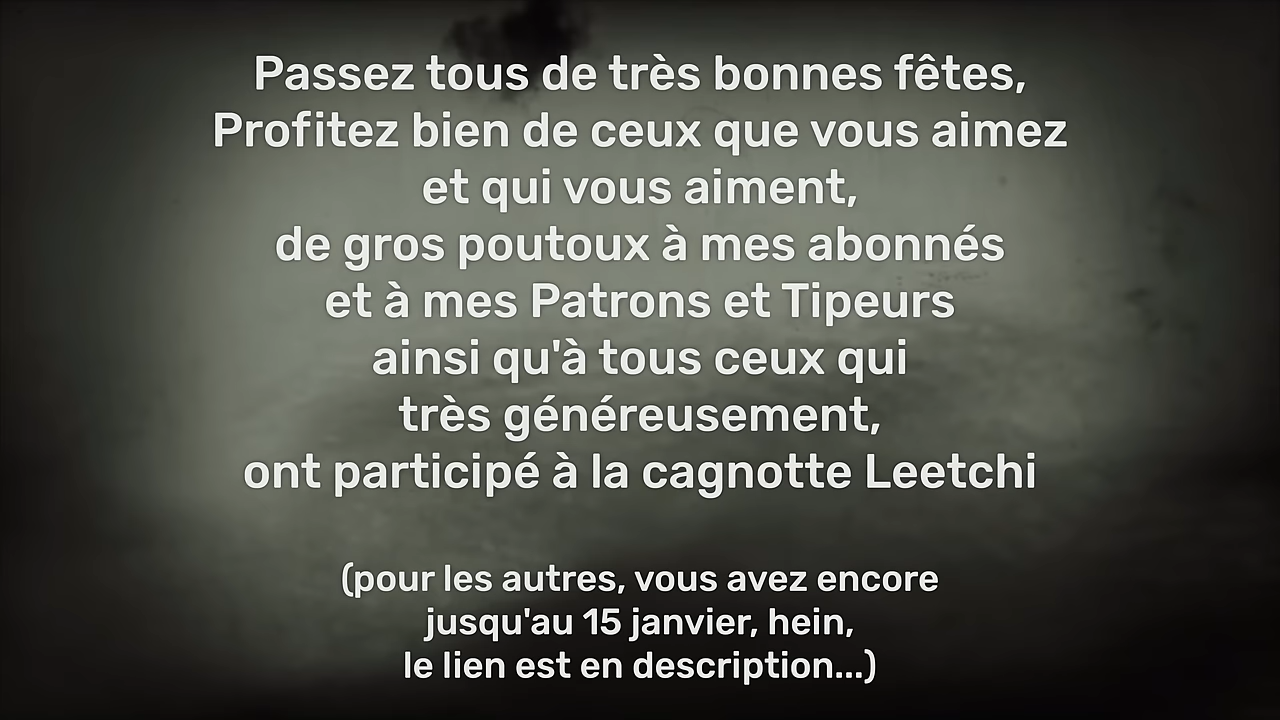 Passez tous de très bonnes fêtes,
Profitez bien de ceux que vous aimez
et qui vous aiment,
de gros poutoux à mes abonnés
et à mes Patrons et Tipeurs
ainsi qu'à tous ceux qui
très généreusement,
ont participé à la cagnotte Leetchi
(pour les autres, vous avez encore
jusqu'au 15 janvier, hein,
le lien est en description...)